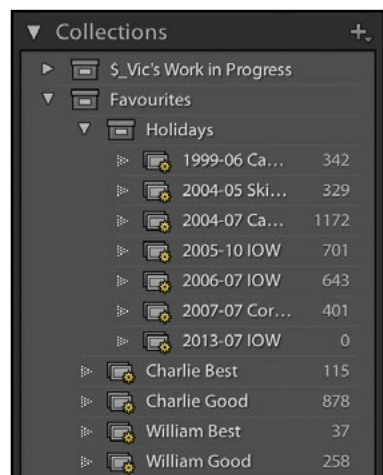 Collections
$_Vic's Work in Progress
Favourites
Holidays
1999-06 Ca... 342
2004-05 Ski... 329
2004-07 Ca... 1172
2005-10 IOW 701
2006-07 IOW 643
2007-07 Cor... 401
2013-07 IOW 0
Charlie Best 115
Charlie Good 878
William Best 37
William Good 258